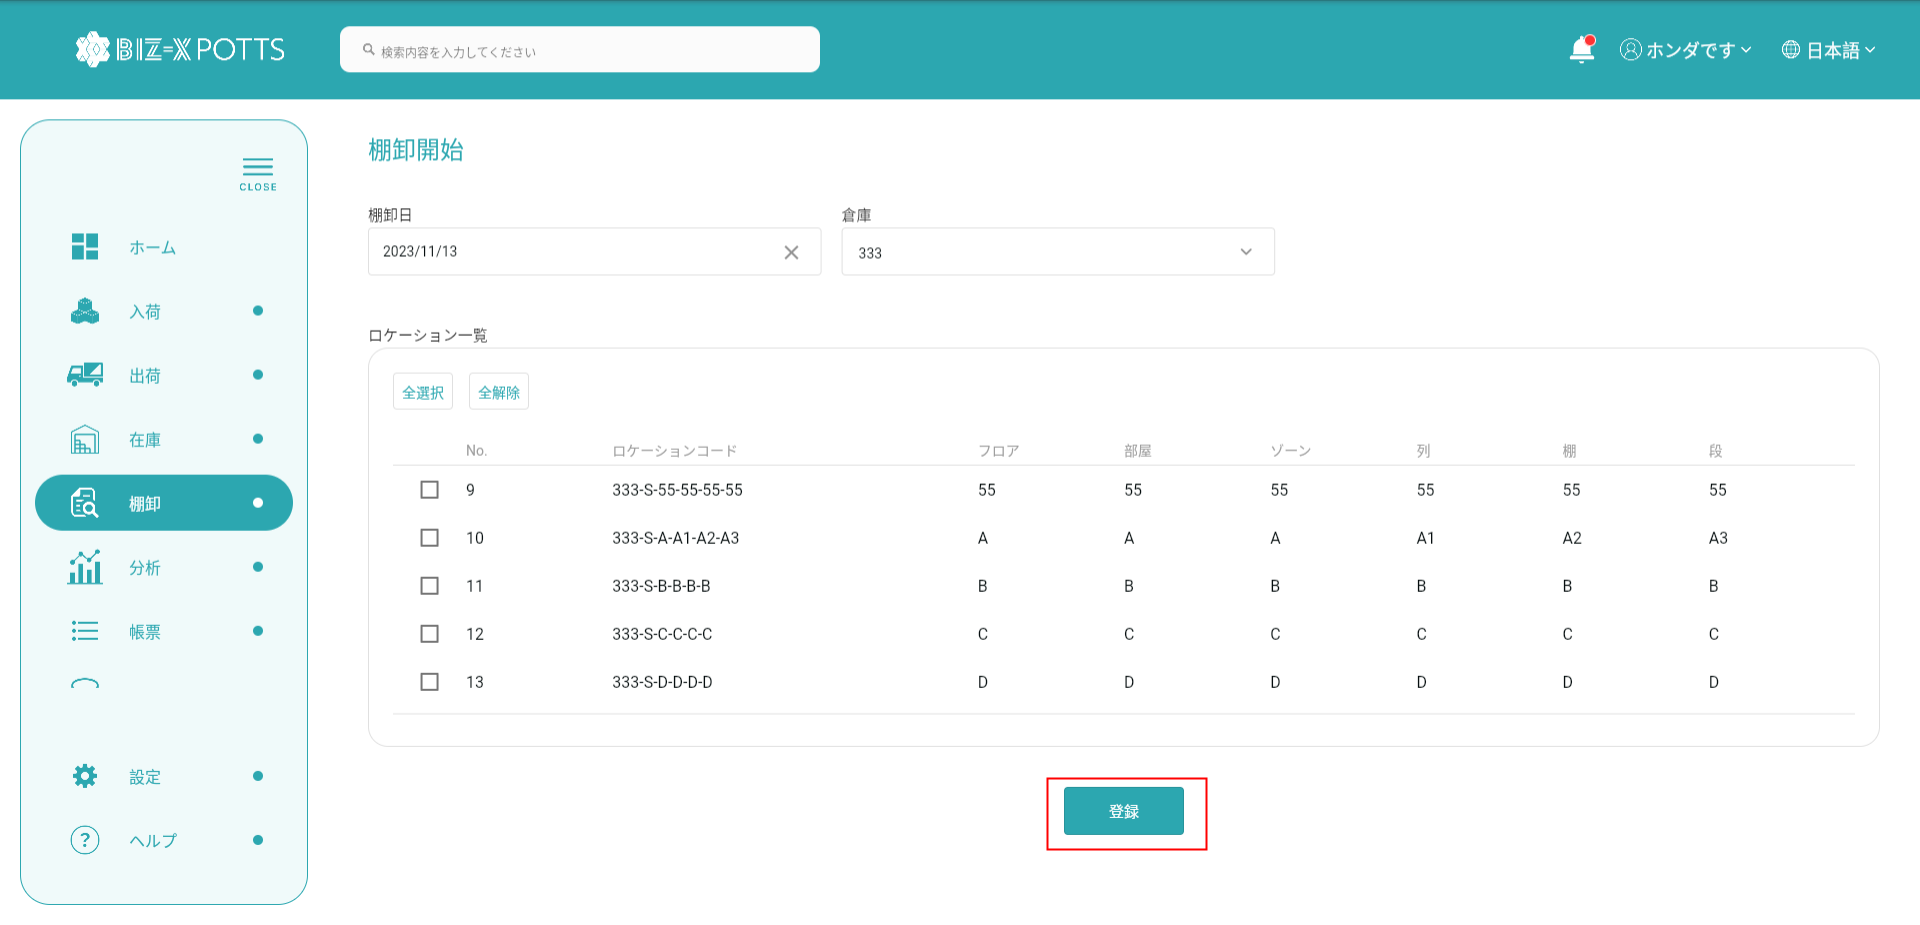 BIZ=X POTTS
検索内容を入力してください
ホンダです
日本語
CLOSE
ホーム
入荷
出荷
在庫
棚卸
分析
帳票
設定
? ヘルプ
棚卸開始
棚卸日 倉庫
2023/11/13 333
ロケーション一覧
全選択 全解除
No. ロケーションコード フロア 部屋 ゾーン 列 棚 段
9 333-S-55-55-55-55 55 55 55 55 55 55
10 333-S-A-A1-A2-A3 A A A A1 A2 A3
11 333-S-B-B-B-B B B B B B B
12 333-S-C-C-C-C C C C C C C
13 333-S-D-D-D-D D D D D D D
登録